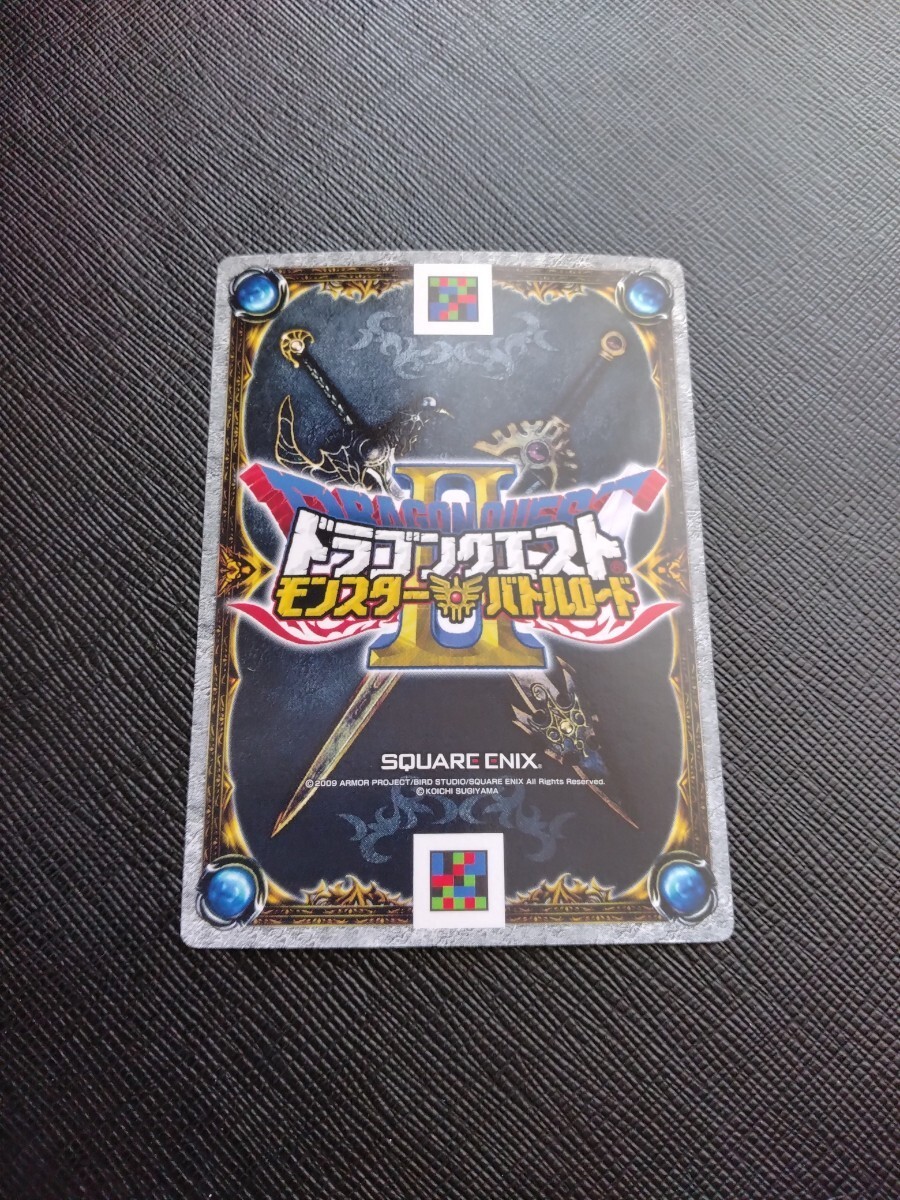 DRAGON QUEST
II
ドラゴンクエスト
モンスターバトルロード
SQUARE ENIX®
© 2009 ARMOR PROJECT/BIRD STUDIO/SQUARE ENIX All Rights Reserved.
© KOICHI SUGIYAMA